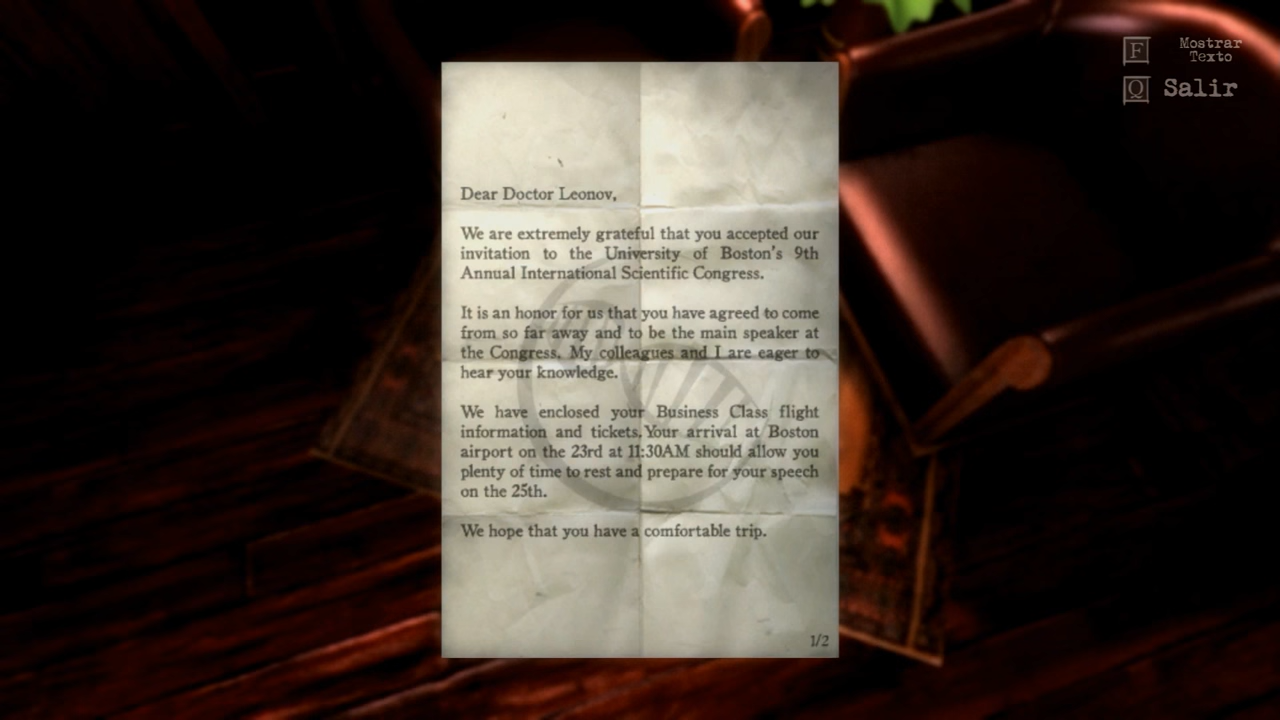 F Mostrar
Texto
Q Salir
Dear Doctor Leonov,
We are extremely grateful that you accepted our
invitation to the University of Boston's 9th
Annual International Scientific Congress.
It is an honor for us that you have agreed to come
from so far away and to be the main speaker at
the Congress. My colleagues and I are eager to
hear your knowledge.
We have enclosed your Business Class flight
information and tickets. Your arrival at Boston
airport on the 23rd at 11:30AM should allow you
plenty of time to rest and prepare for your speech
on the 25th.
We hope that you have a comfortable trip.
1/2